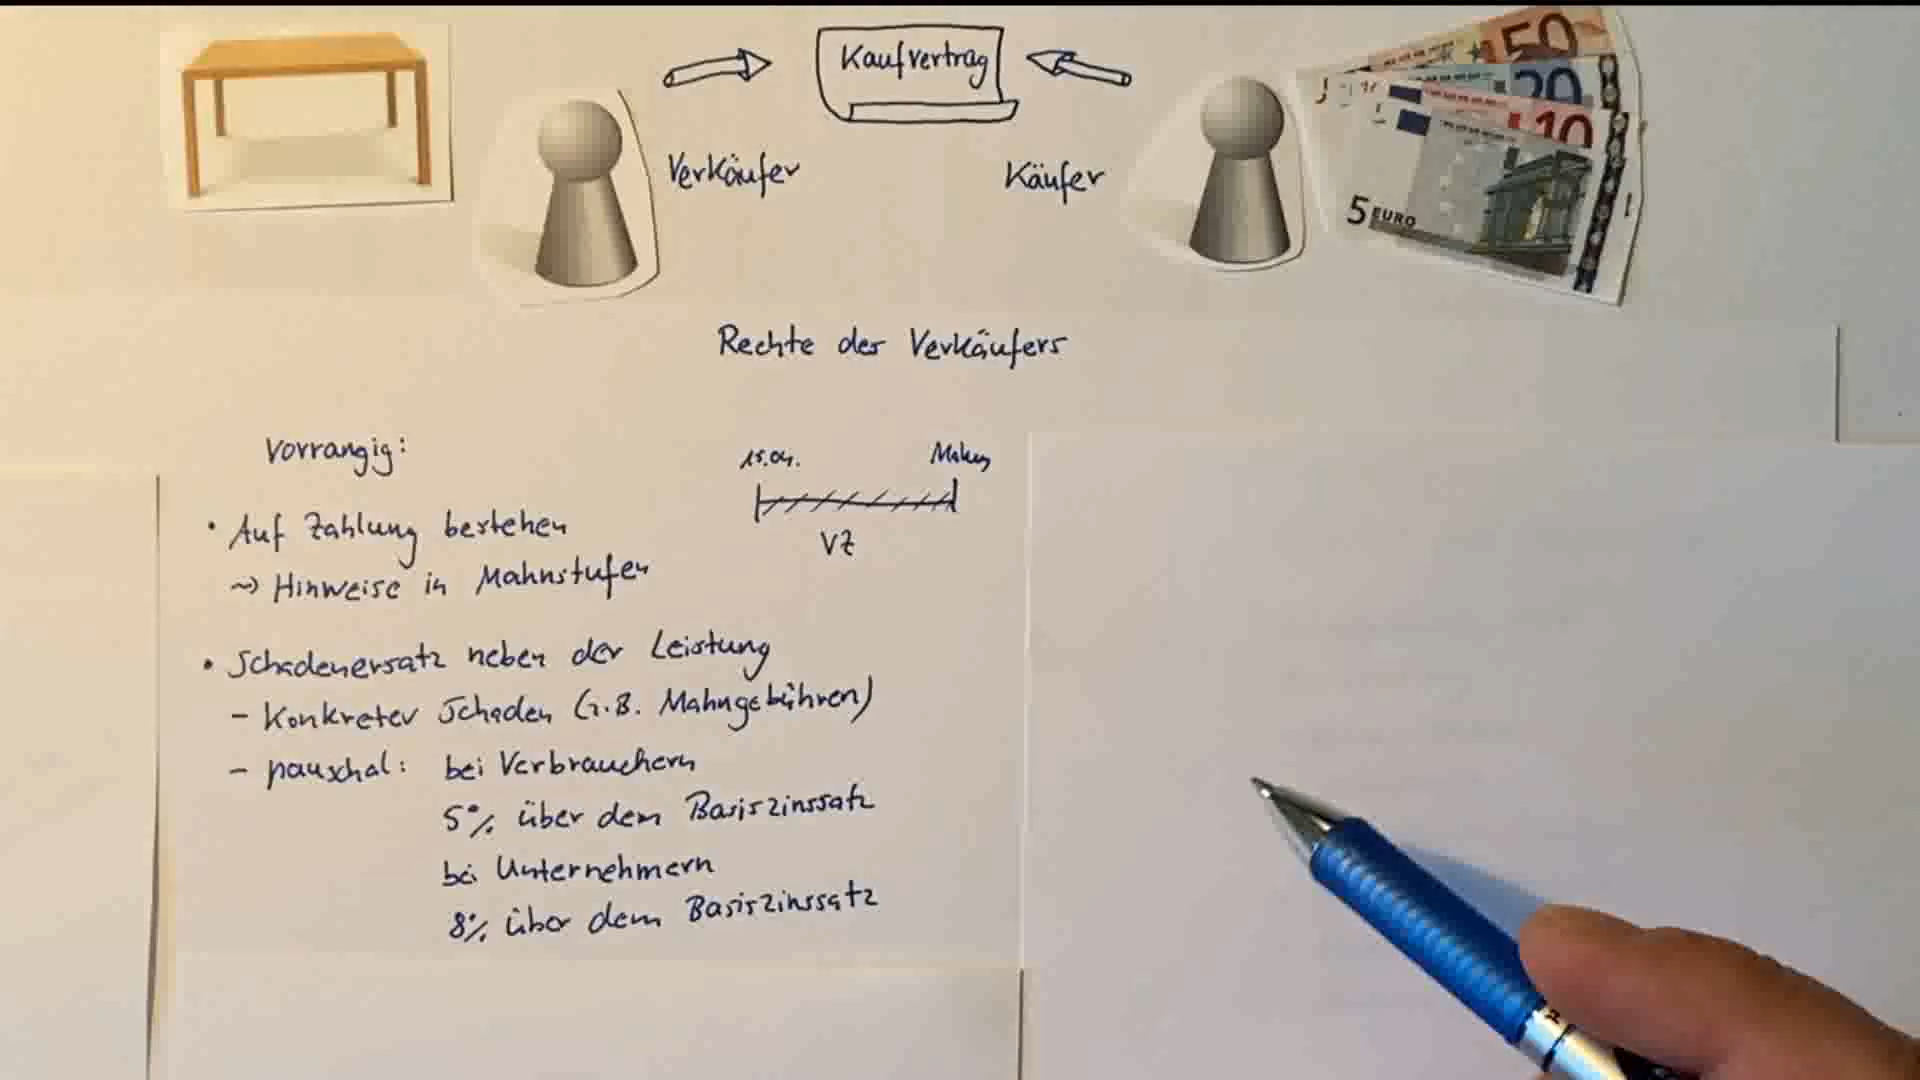 Kaufvertrag
Verkäufer
Käufer
50
20
10
5 EURO
Rechte des Verkäufers
Vorrangig:
15.04.
VZ
• Auf Zahlung bestehen
~> Hinweise in Mahnstufen
• Schadenersatz neben der Leistung
- Konkreter Schaden (z.B. Mahngebühren)
- pauschal: bei Verbrauchern
5% über dem Basiszinssatz
bei Unternehmern
8% über dem Basiszinssatz